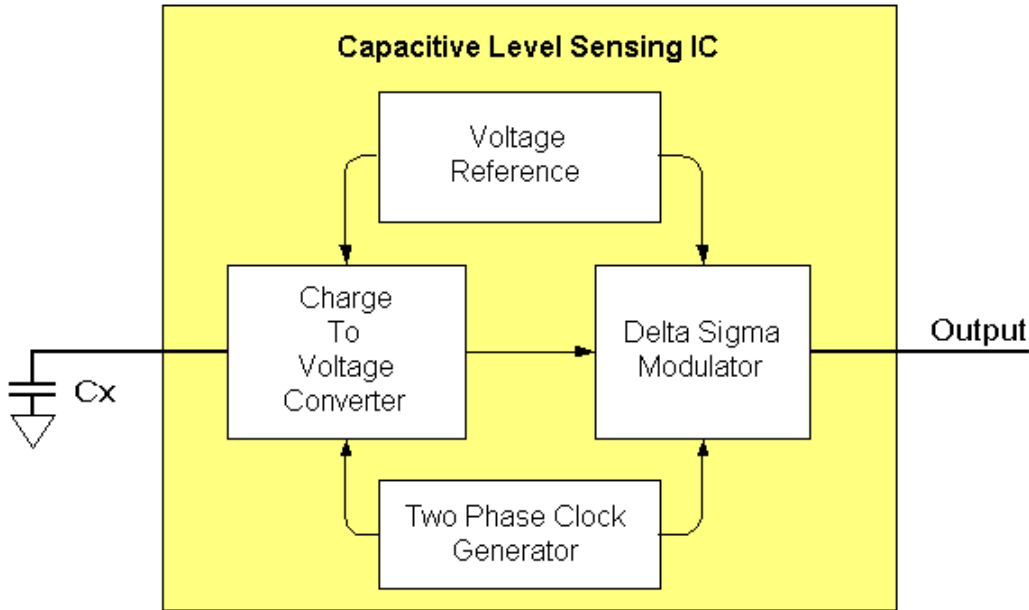 Capacitive Level Sensing IC
Voltage
Reference
Charge
To
Voltage
Converter
Delta Sigma
Modulator
Output
Cx
Two Phase Clock
Generator